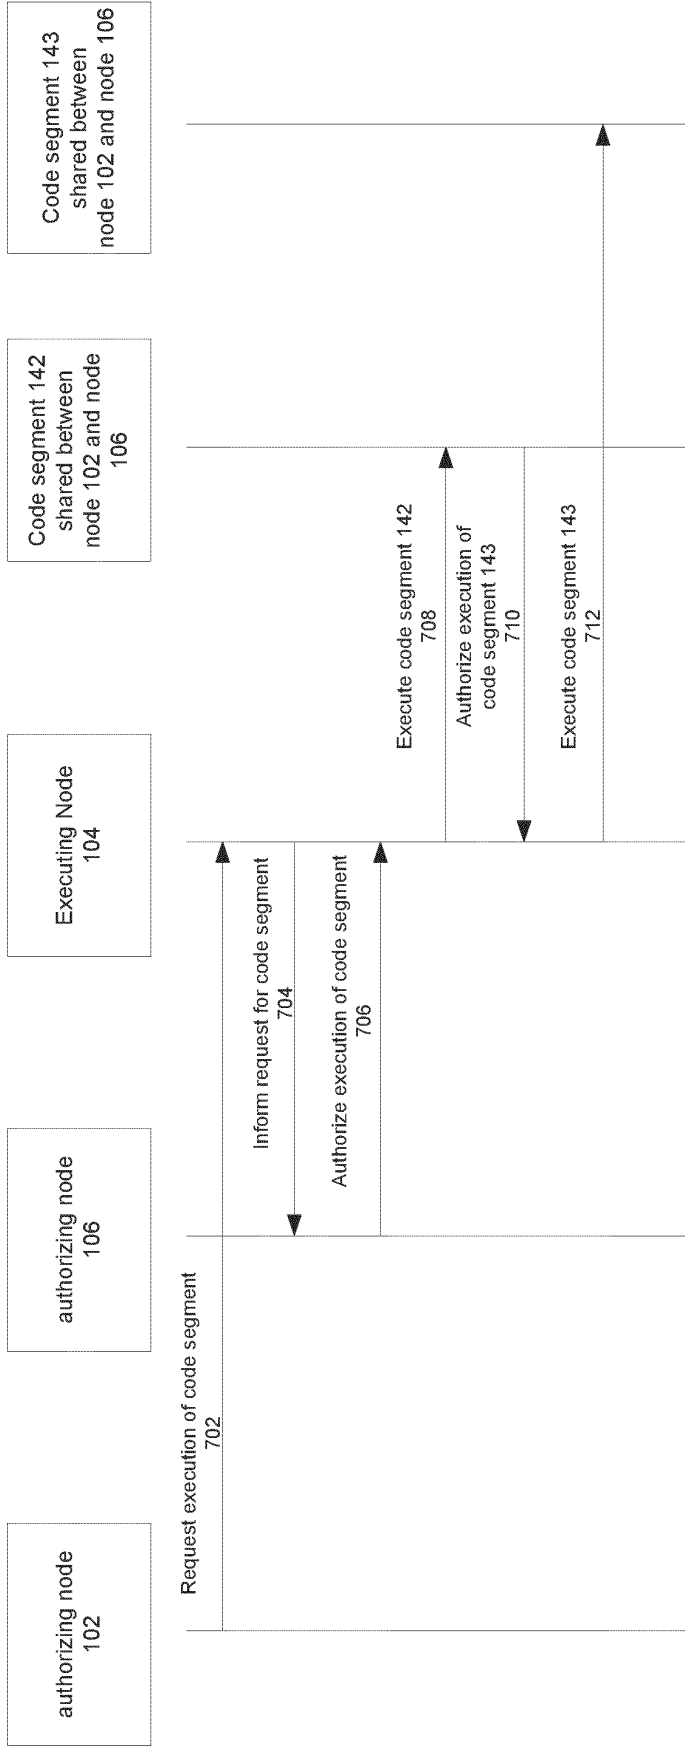 authorizing node
102
authorizing node
106
Executing Node
104
Code segment 142
shared between
node 102 and node
106
Code segment 143
shared between
node 102 and node 106
Request execution of code segment
702
Inform request for code segment
704
Authorize execution of code segment
706
Execute code segment 142
708
Authorize execution of
code segment 143
710
Execute code segment 143
712